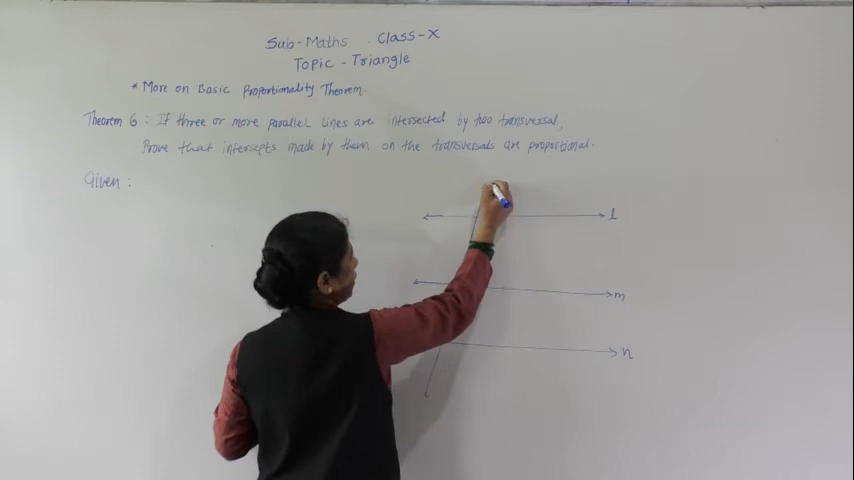 Sub-Maths . Class-X
Topic - Triangle
* More on Basic Proportionality Theorem.
Theorem 6 : If three or more parallel lines are intersected by two transversal,
Prove that intersepts made by them on the transversals are proportional.
Given :
l
m
n